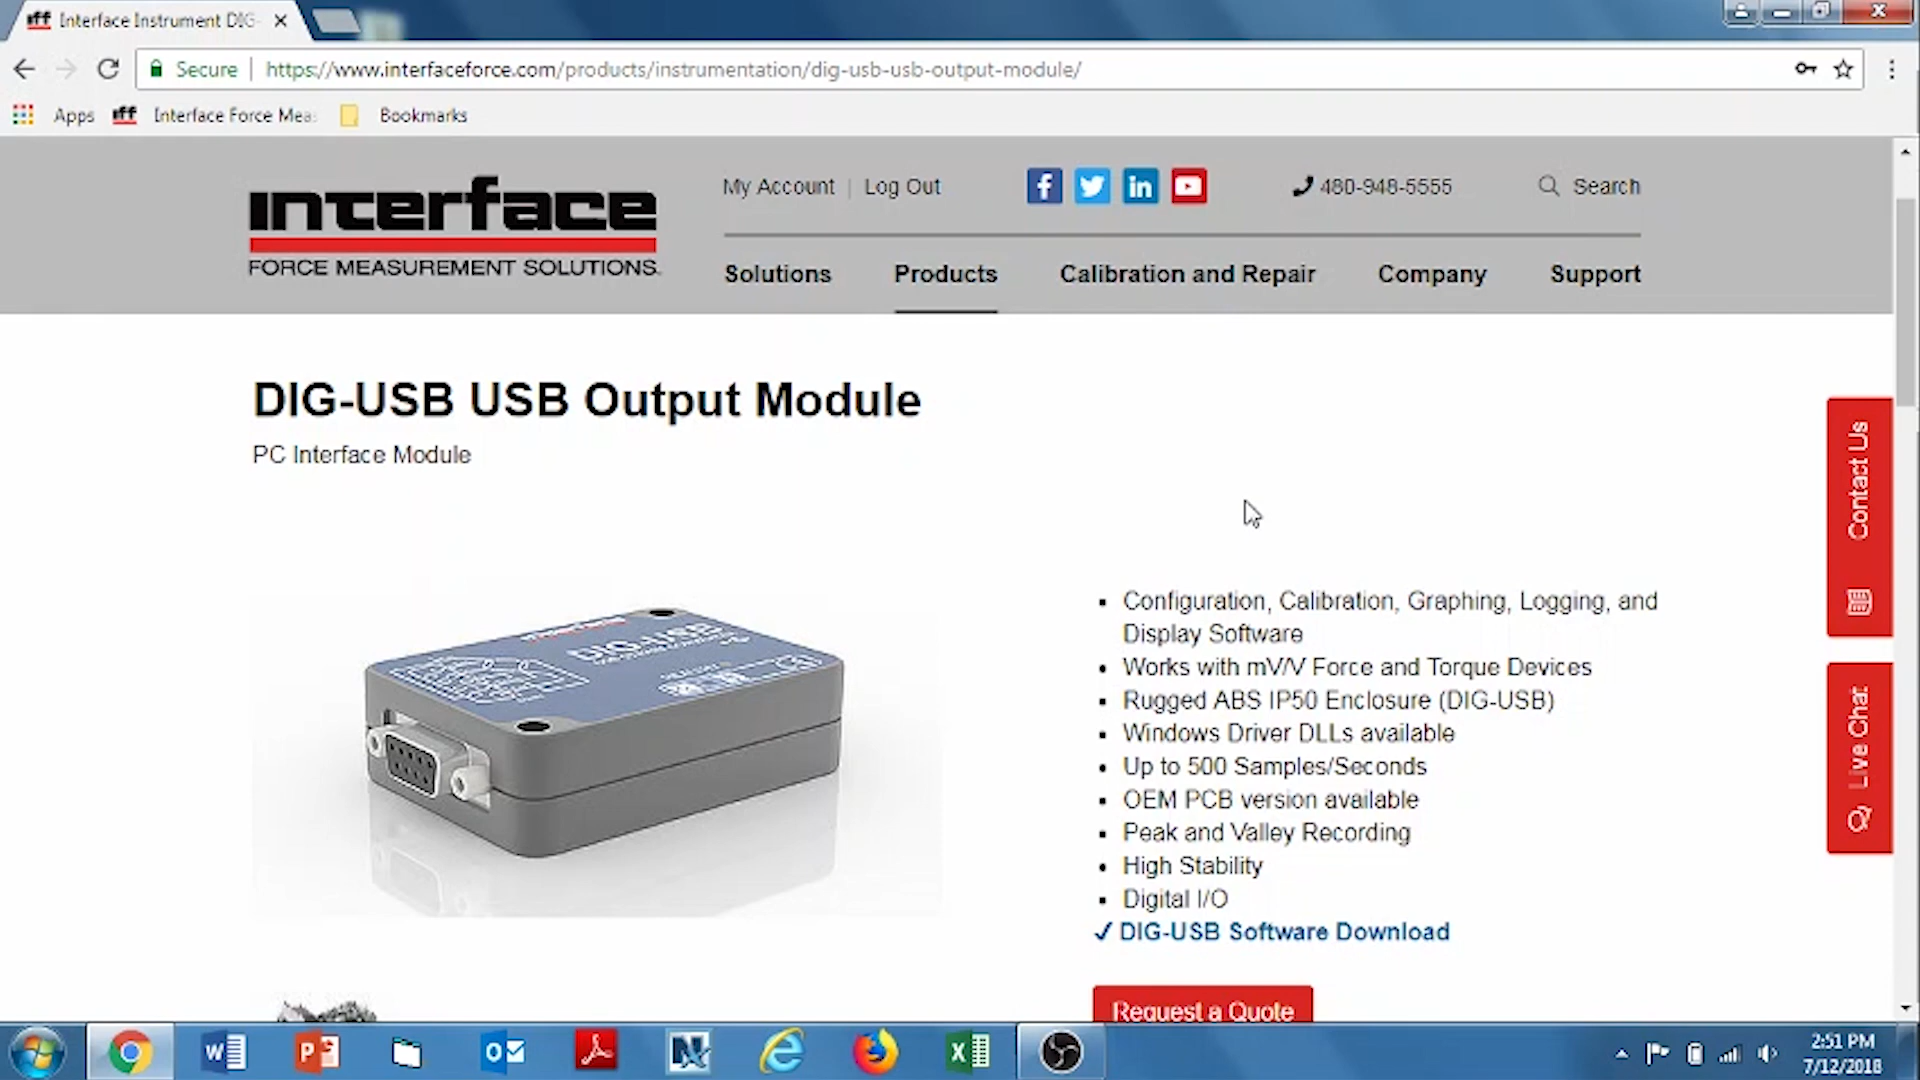 Interface Instrument DIG-
Secure https://www.interfaceforce.com/products/instrumentation/dig-usb-usb-output-module/
Apps Interface Force Mea Bookmarks
My Account | Log Out 480-948-5555 Search
interface
FORCE MEASUREMENT SOLUTIONS.
Solutions Products Calibration and Repair Company Support
DIG-USB USB Output Module
PC Interface Module
Contact Us
Live Chat
interface
DIG-USB
Configuration, Calibration, Graphing, Logging, and
Display Software
Works with mV/V Force and Torque Devices
Rugged ABS IP50 Enclosure (DIG-USB)
Windows Driver DLLs available
Up to 500 Samples/Seconds
OEM PCB version available
Peak and Valley Recording
High Stability
Digital I/O
✓ DIG-USB Software Download
Request a Quote
2:51 PM
7/12/2018